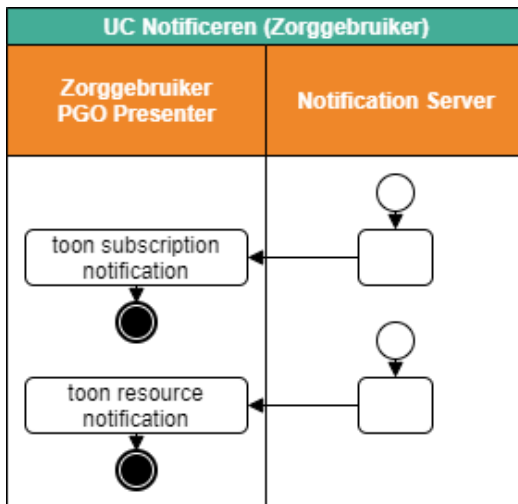 UC Notificeren (Zorggebruiker)
Zorggebruiker
PGO Presenter
Notification Server
toon subscription
notification
toon resource
notification